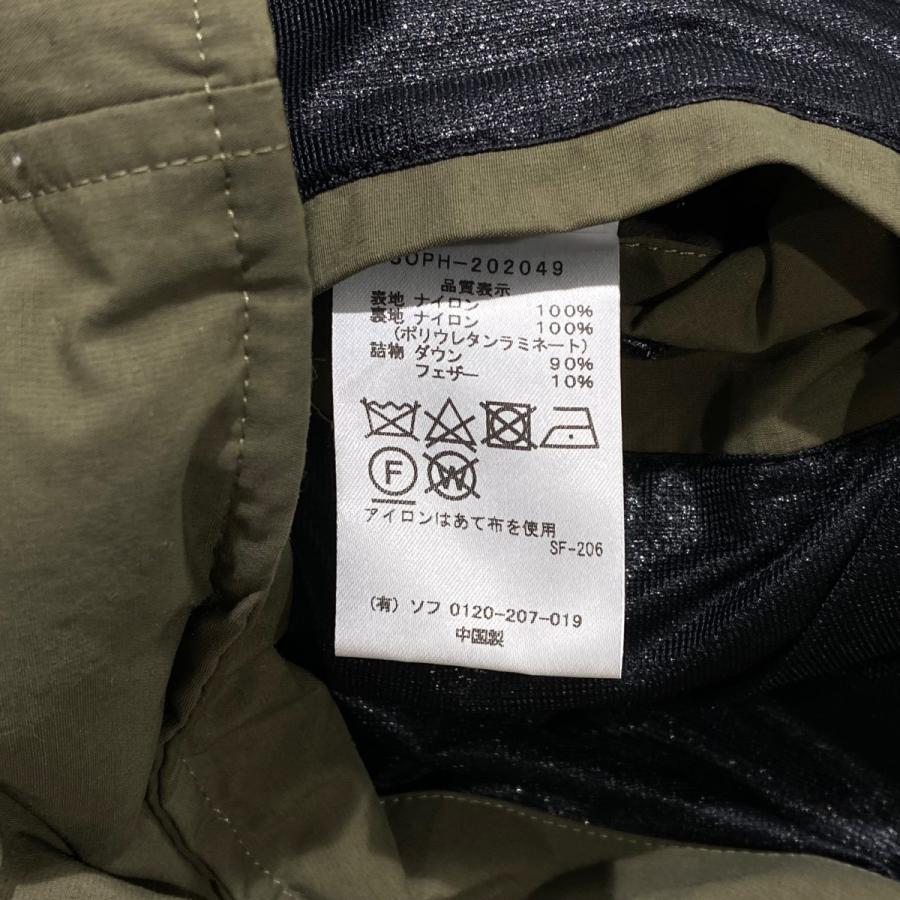 SOPH-202049
品質表示
表地 ナイロン 100%
裏地 ナイロン 100%
(ポリウレタンラミネート)
詰物 ダウン 90%
フェザー 10%
F W
アイロンはあて布を使用
SF-206
(有) ソフ 0120-207-019
中国製